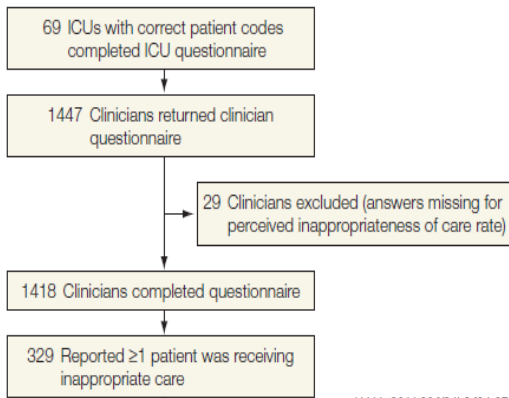 69 ICUs with correct patient codes
completed ICU questionnaire
1447 Clinicians returned clinician
questionnaire
29 Clinicians excluded (answers missing for
perceived inappropriateness of care rate)
1418 Clinicians completed questionnaire
329 Reported ≥1 patient was receiving
inappropriate care